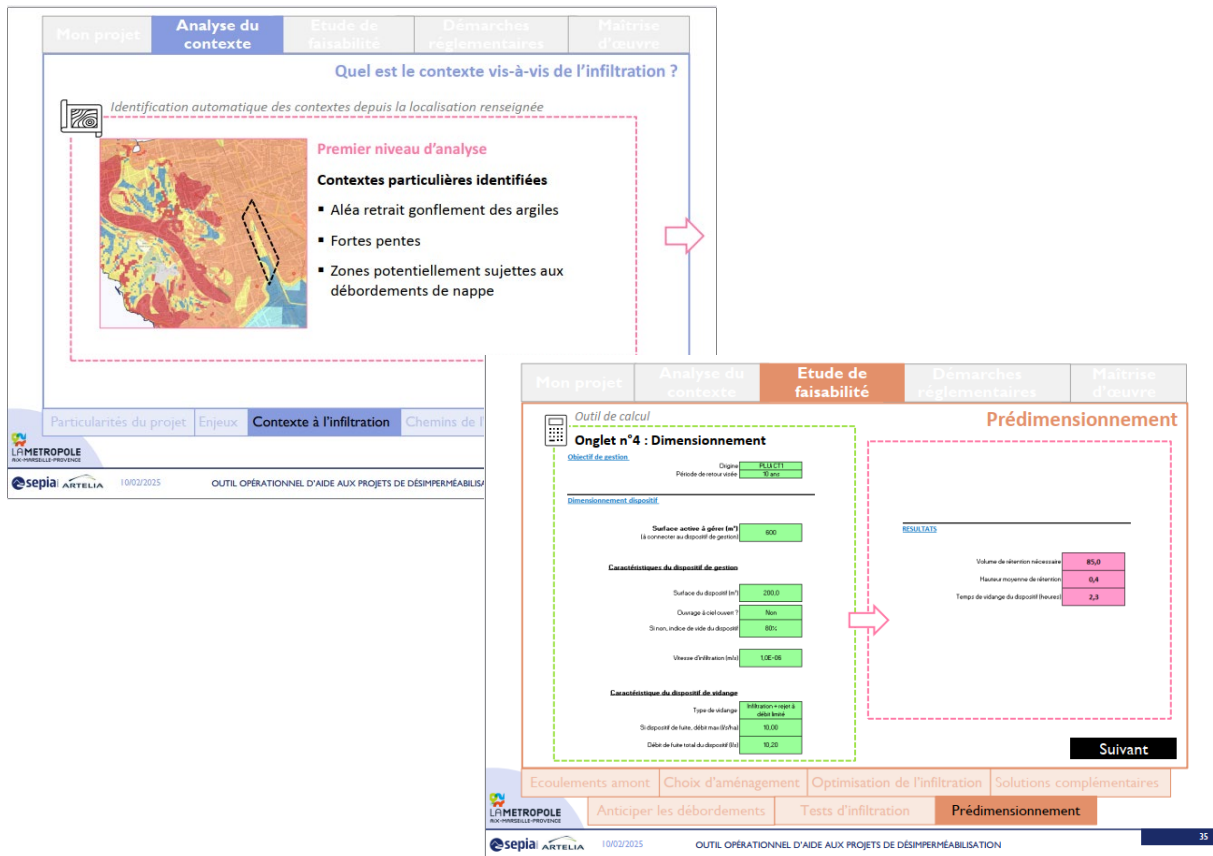 Mon projet
Analyse du
contexte
Etude de
faisabilité
Démarches
réglementaires
Maîtrise
d'œuvre
Quel est le contexte vis-à-vis de l'infiltration ?
Identification automatique des contextes depuis la localisation renseignée
Premier niveau d'analyse
Contextes particulières identifiées
▪ Aléa retrait gonflement des argiles
▪ Fortes pentes
▪ Zones potentiellement sujettes aux
débordements de nappe
Particularités du projet
Enjeux
Contexte à l'infiltration
Chemins de l'
LA METROPOLE
AIX-MARSEILLE-PROVENCE
sepia ARTELIA
10/02/2025
OUTIL OPÉRATIONNEL D'AIDE AUX PROJETS DE DÉSIMPERMÉABILISA
Mon projet
Analyse du
contexte
Etude de
faisabilité
Démarches
réglementaires
Maîtrise
d'œuvre
Outil de calcul
Prédimensionnement
Onglet n°4 : Dimensionnement
Objectif de gestion
Origine PLUi CT1
Période de retour visée 10 ans
Dimensionnement dispositif
Surface active à gérer (m²) 600
(à connecter au dispositif de gestion)
Caractéristiques du dispositif de gestion
Surface du dispositif (m²) 200,0
Ouvrage à ciel ouvert ? Non
Si non, indice de vide du dispositif 80%
Vitesse d'infiltration (m/s) 1,0E-06
Caractéristique du dispositif de vidange
Type de vidange Infiltration + rejet à
débit limité
Si dispositif de fuite, débit max (l/s/ha) 10,00
Débit de fuite total du dispositif (l/s) 10,20
RESULTATS
Volume de rétention nécessaire 85,0
Hauteur moyenne de rétention 0,4
Temps de vidange du dispositif (heures) 2,3
Suivant
Ecoulements amont
Choix d'aménagement
Optimisation de l'infiltration
Solutions complémentaires
Anticiper les débordements
Tests d'infiltration
Prédimensionnement
LA METROPOLE
AIX-MARSEILLE-PROVENCE
sepia ARTELIA
10/02/2025
OUTIL OPÉRATIONNEL D'AIDE AUX PROJETS DE DÉSIMPERMÉABILISATION
35